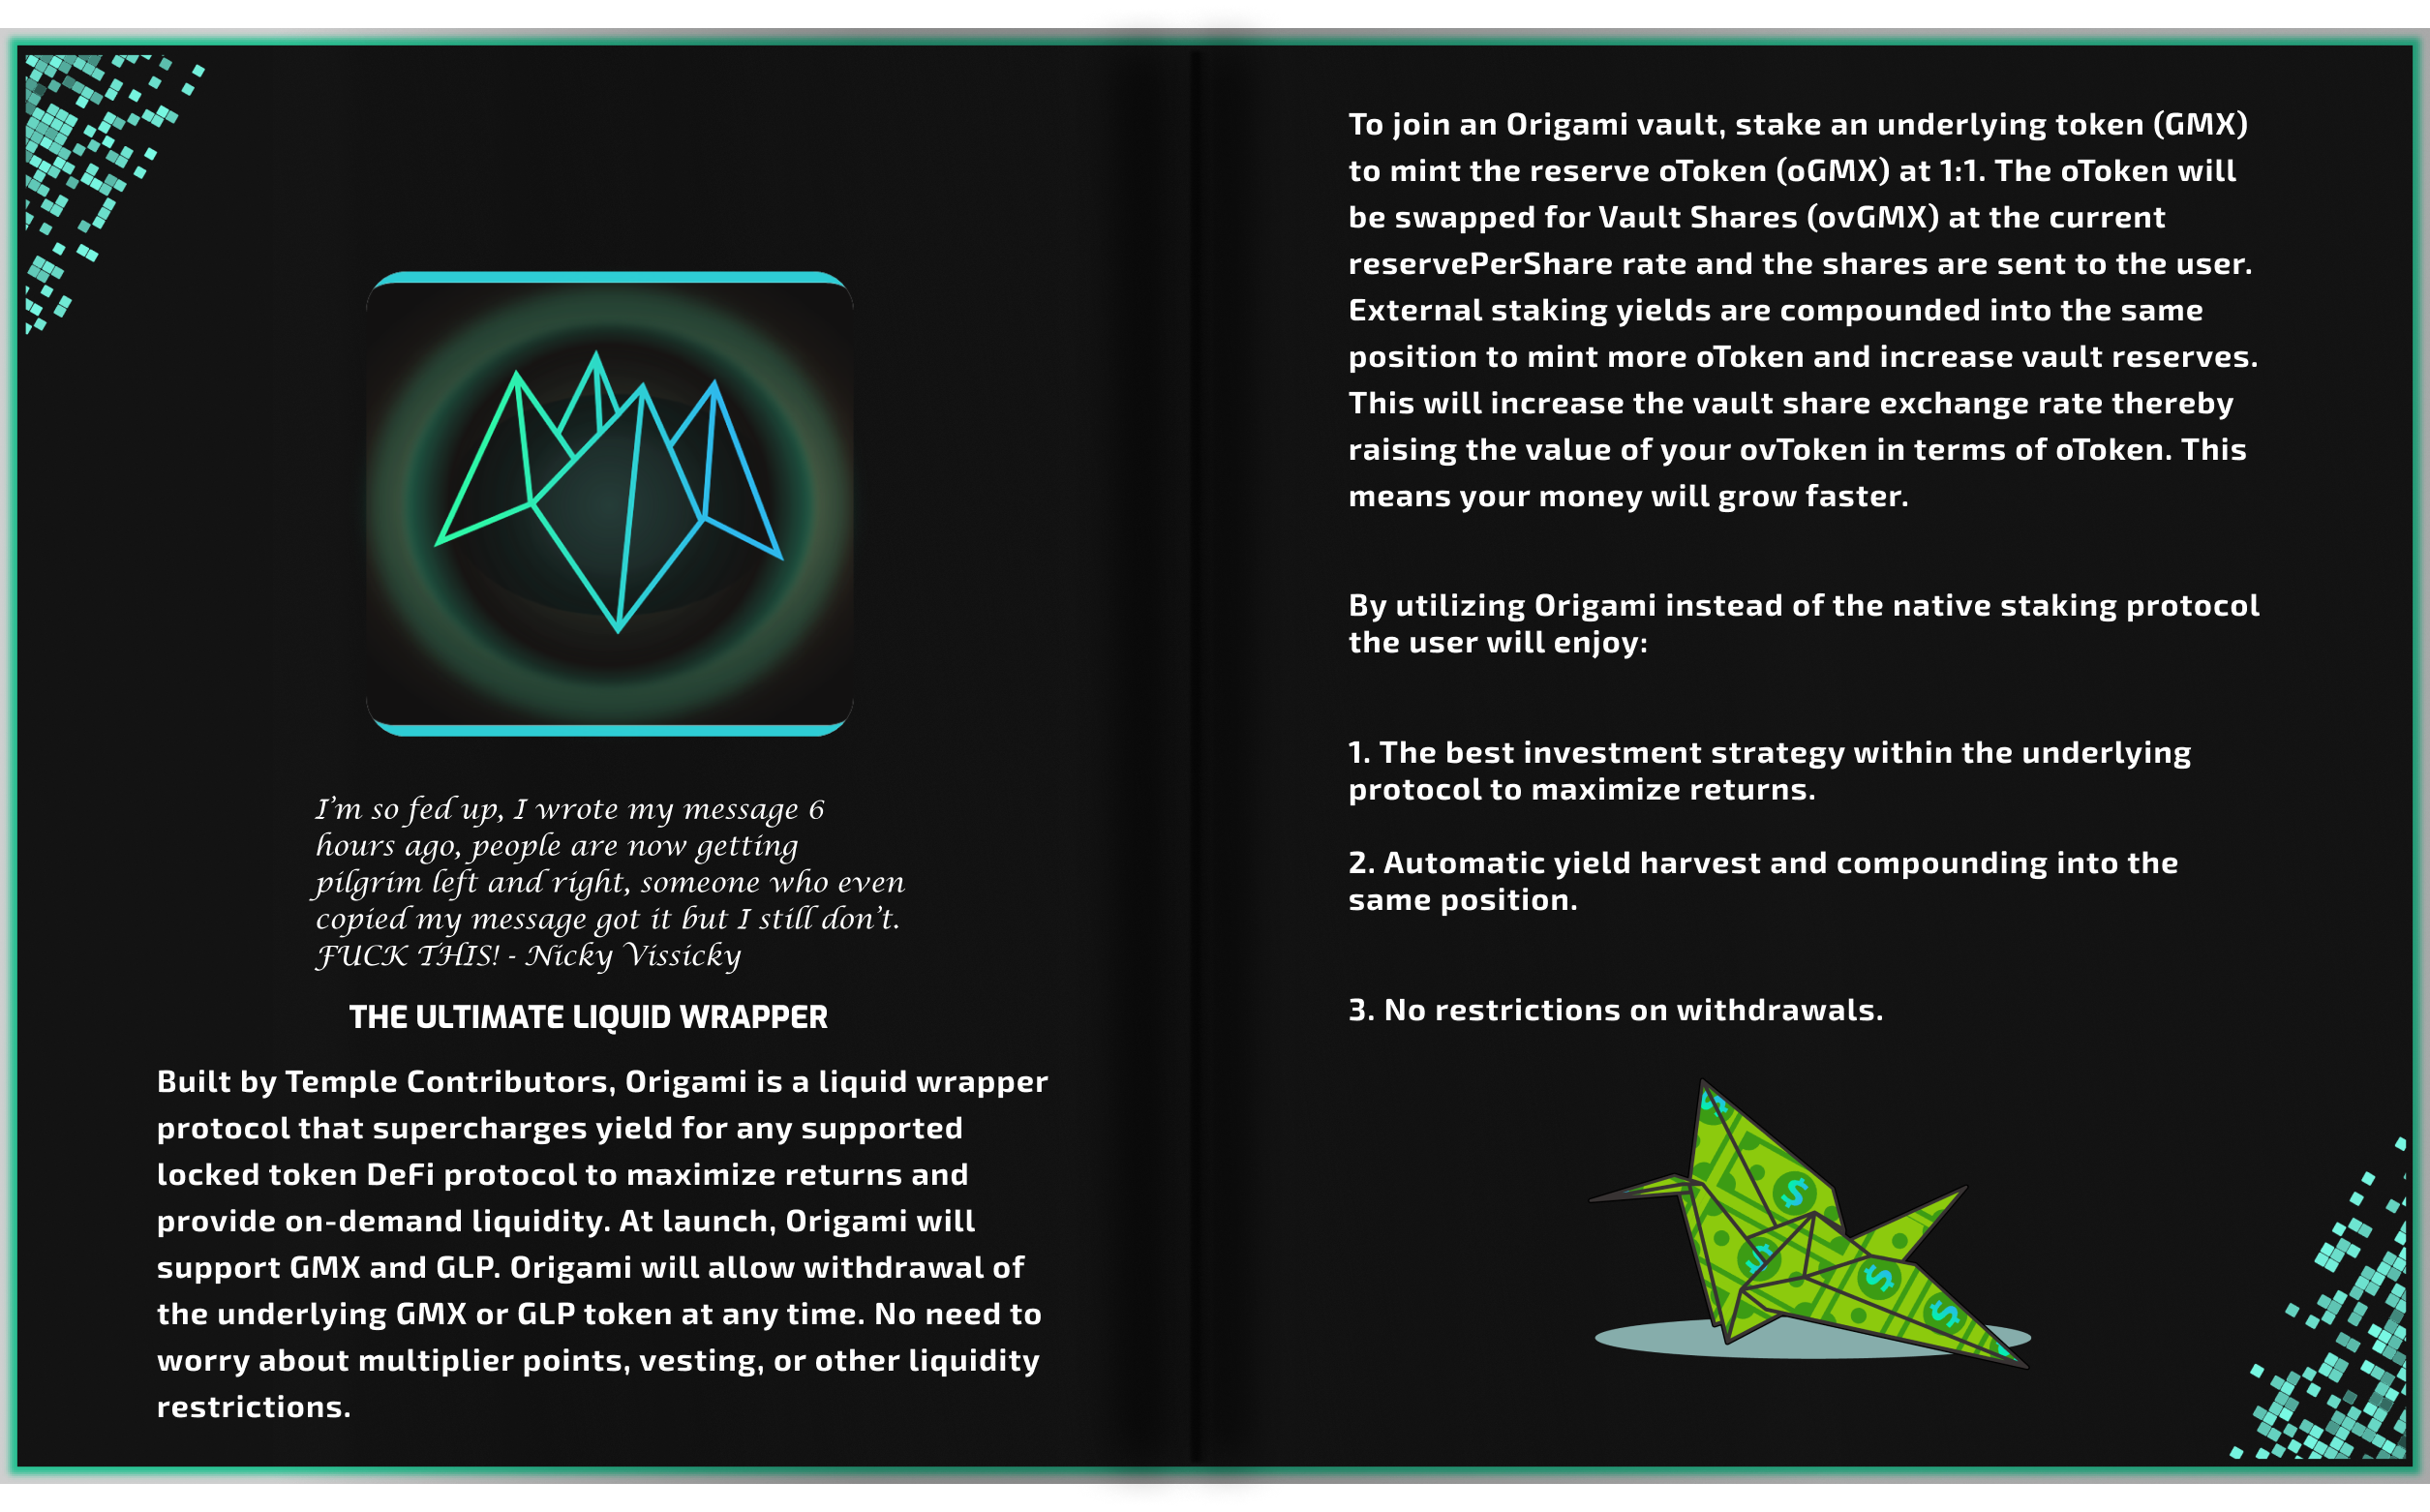 I'm so fed up, I wrote my message 6
hours ago, people are now getting
pilgrim left and right, someone who even
copied my message got it but I still don't.
FUCK THIS! - Nicky Vissicky
THE ULTIMATE LIQUID WRAPPER
Built by Temple Contributors, Origami is a liquid wrapper
protocol that supercharges yield for any supported
locked token DeFi protocol to maximize returns and
provide on-demand liquidity. At launch, Origami will
support GMX and GLP. Origami will allow withdrawal of
the underlying GMX or GLP token at any time. No need to
worry about multiplier points, vesting, or other liquidity
restrictions.
To join an Origami vault, stake an underlying token (GMX)
to mint the reserve oToken (oGMX) at 1:1. The oToken will
be swapped for Vault Shares (ovGMX) at the current
reservePerShare rate and the shares are sent to the user.
External staking yields are compounded into the same
position to mint more oToken and increase vault reserves.
This will increase the vault share exchange rate thereby
raising the value of your ovToken in terms of oToken. This
means your money will grow faster.
By utilizing Origami instead of the native staking protocol
the user will enjoy:
1. The best investment strategy within the underlying
protocol to maximize returns.
2. Automatic yield harvest and compounding into the
same position.
3. No restrictions on withdrawals.
$
$
$
$
$